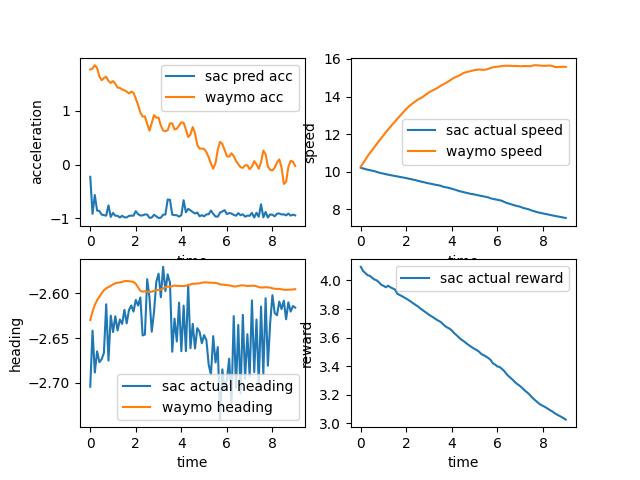 sac pred acc
waymo acc
1
0
−1
acceleration
0 2 4 6 8
time
16
14
12
10
8
speed
sac actual speed
waymo speed
0 2 4 6 8
time
−2.60
−2.65
−2.70
heading
sac actual heading
waymo heading
0 2 4 6 8
time
sac actual reward
4.0
3.8
3.6
3.4
3.2
3.0
reward
0 2 4 6 8
time